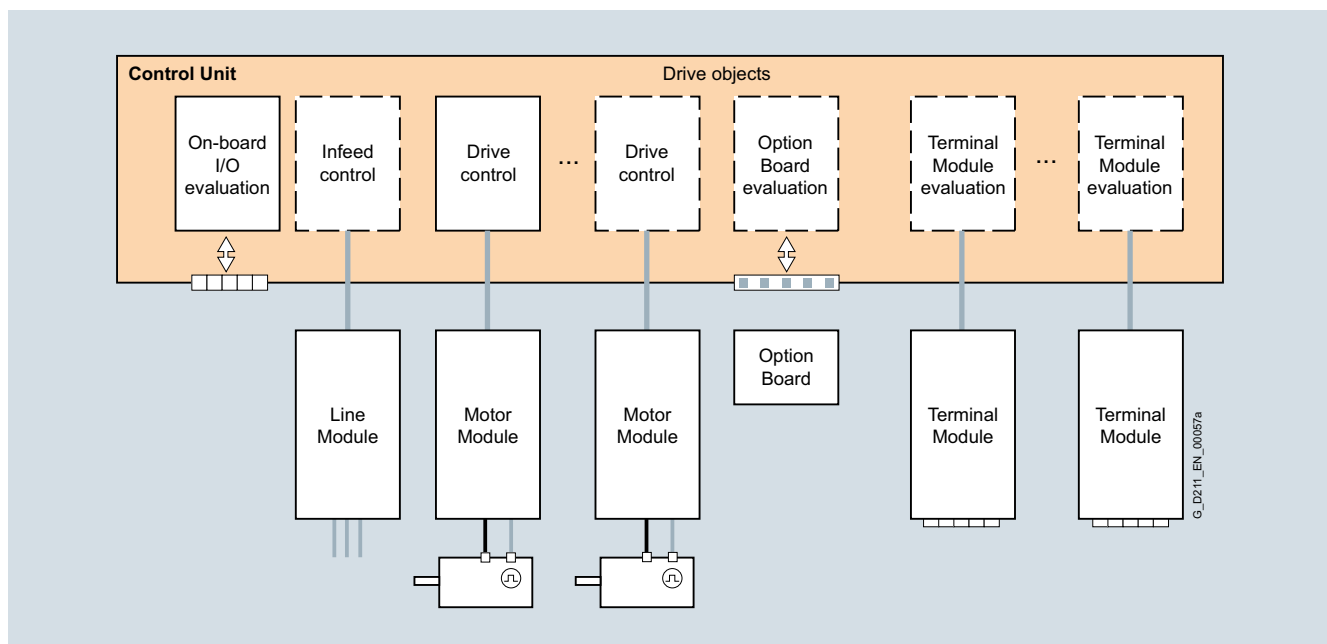 Control Unit
Drive objects
On-board
I/O
evaluation
Infeed
control
Drive
control
...
Drive
control
Option
Board
evaluation
Terminal
Module
evaluation
...
Terminal
Module
evaluation
Line
Module
Motor
Module
Motor
Module
Option
Board
Terminal
Module
Terminal
Module
G_D211_EN_00057a